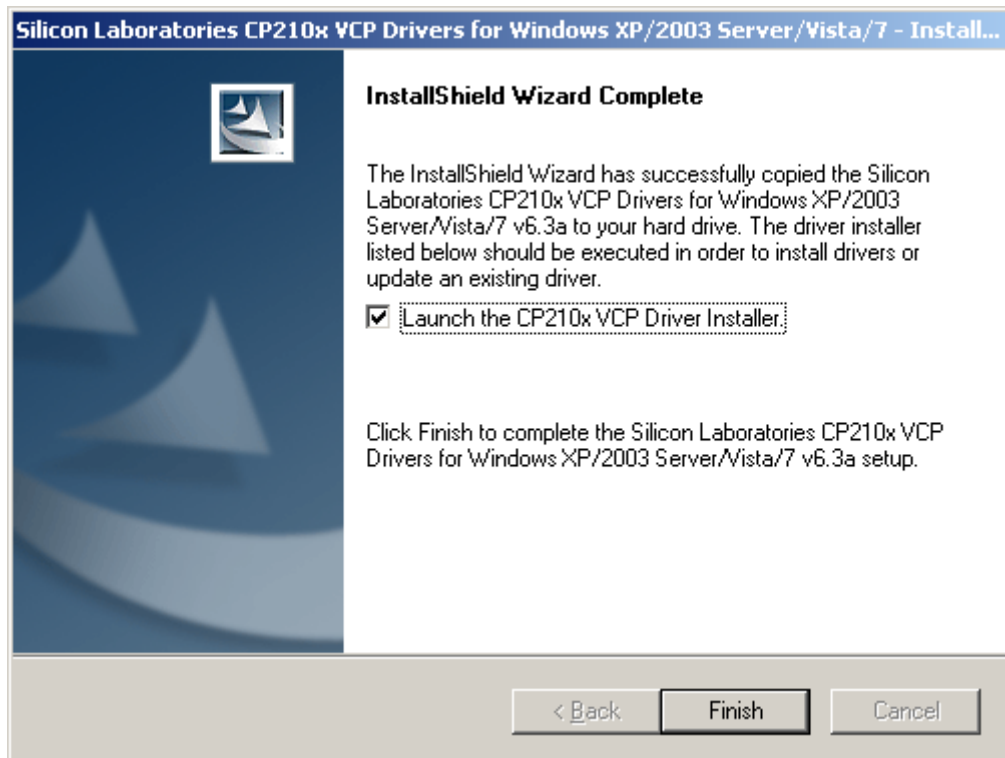 Silicon Laboratories CP210x VCP Drivers for Windows XP/2003 Server/Vista/7 - Install...
InstallShield Wizard Complete
The InstallShield Wizard has successfully copied the Silicon
Laboratories CP210x VCP Drivers for Windows XP/2003
Server/Vista/7 v6.3a to your hard drive. The driver installer
listed below should be executed in order to install drivers or
update an existing driver.
Launch the CP210x VCP Driver Installer.
Click Finish to complete the Silicon Laboratories CP210x VCP
Drivers for Windows XP/2003 Server/Vista/7 v6.3a setup.
< Back
Finish
Cancel